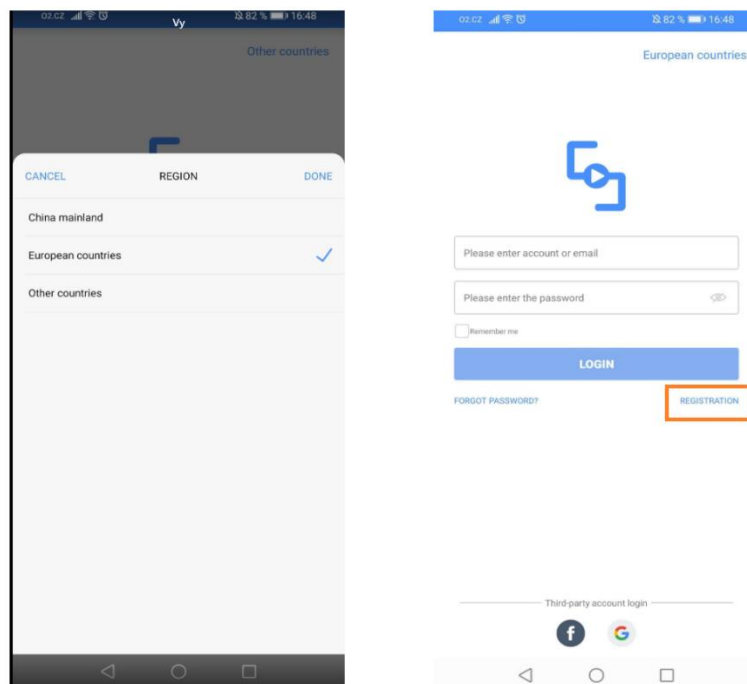 O2.CZ 82 % 16:48
Vy
Other countries
CANCEL REGION DONE
China mainland
European countries
Other countries
O2.CZ 82 % 16:48
European countries
Please enter account or email
Please enter the password
Remember me
LOGIN
FORGOT PASSWORD? REGISTRATION
Third-party account login
f G